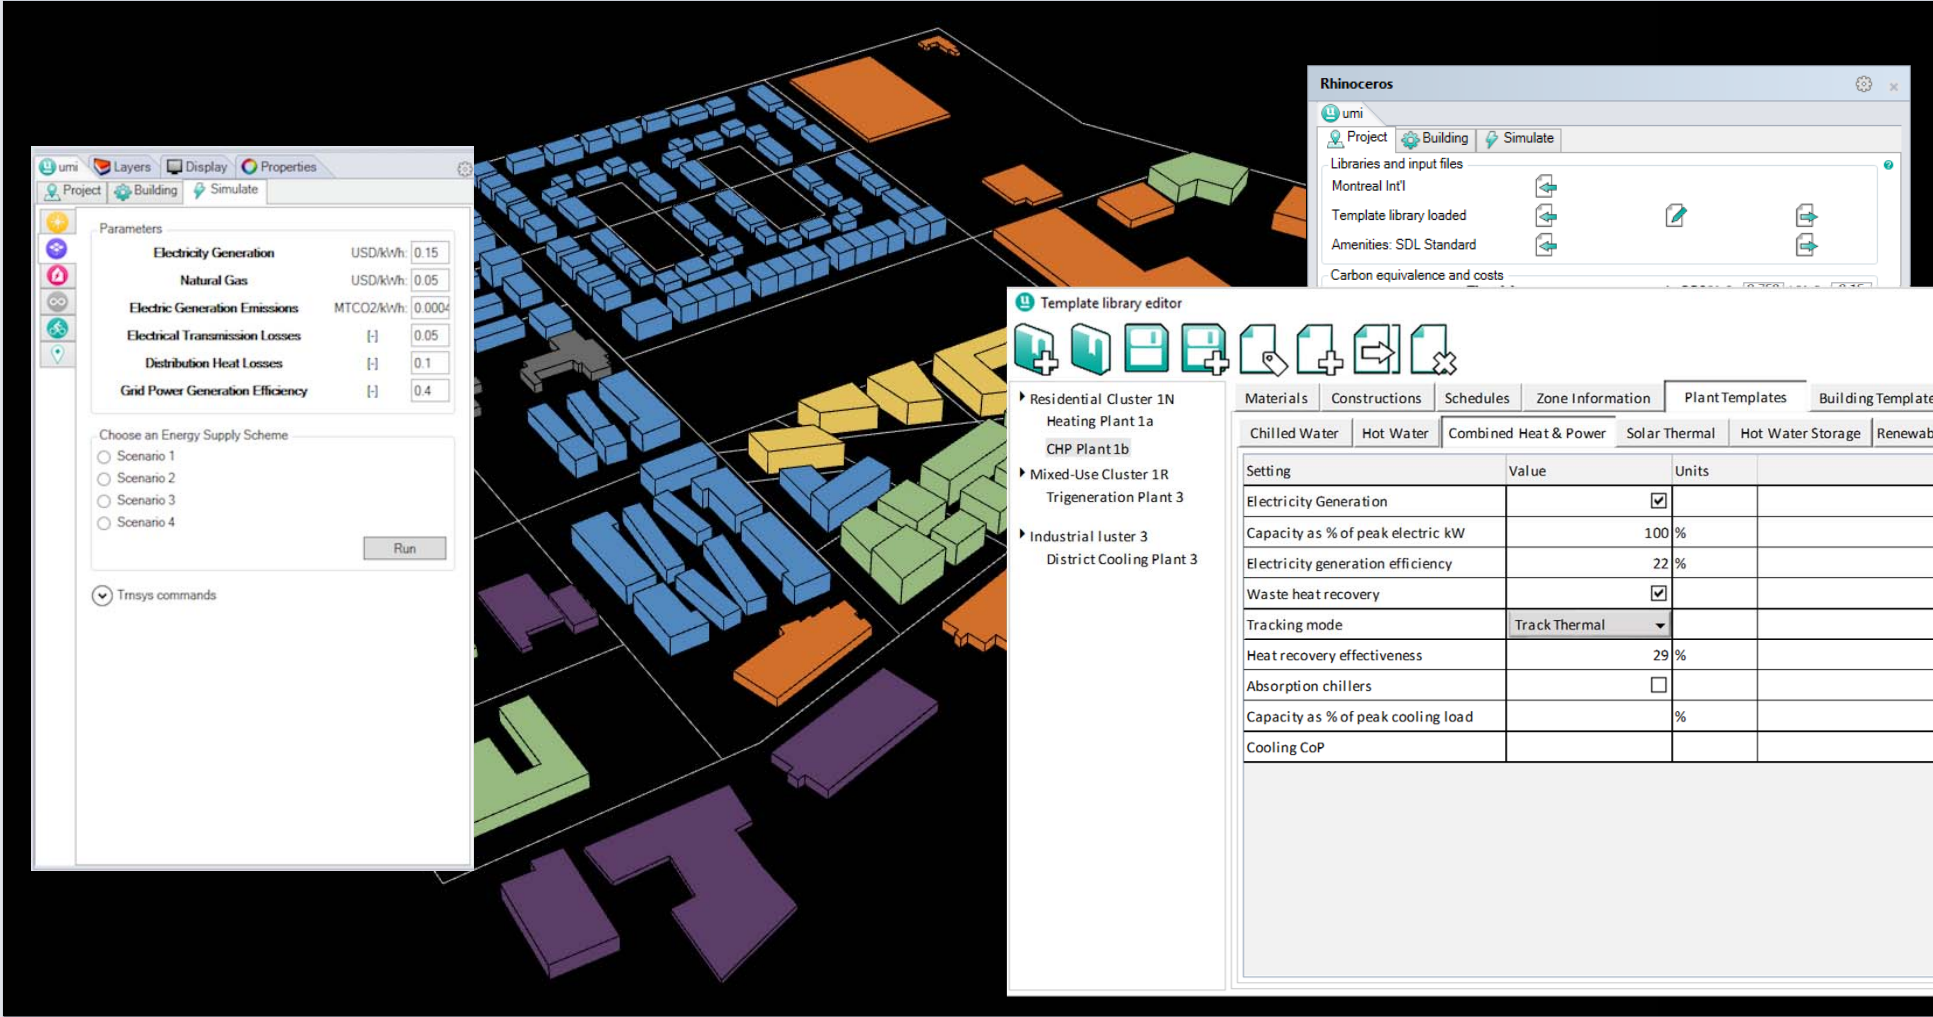 umi Layers Display Properties
Project Building Simulate
Parameters
Electricity Generation USD/kWh: 0.15
Natural Gas USD/kWh: 0.05
Electric Generation Emissions MTCO2/kWh: 0.0004
Electrical Transmission Losses [-] 0.05
Distribution Heat Losses [-] 0.1
Grid Power Generation Efficiency [-] 0.4
Choose an Energy Supply Scheme
Scenario 1
Scenario 2
Scenario 3
Scenario 4
Run
Trnsys commands
Rhinoceros
umi
Project Building Simulate
Libraries and input files
Montreal Int'l
Template library loaded
Amenities: SDL Standard
Carbon equivalence and costs
Template library editor
Residential Cluster 1N
Heating Plant 1a
CHP Plant 1b
Mixed-Use Cluster 1R
Trigeneration Plant 3
Industrial luster 3
District Cooling Plant 3
Materials Constructions Schedules Zone Information Plant Templates Building Template
Chilled Water Hot Water Combined Heat & Power Solar Thermal Hot Water Storage Renewab
Setting Value Units
Electricity Generation
Capacity as % of peak electric kW 100 %
Electricity generation efficiency 22 %
Waste heat recovery
Tracking mode Track Thermal
Heat recovery effectiveness 29 %
Absorption chillers
Capacity as % of peak cooling load %
Cooling CoP